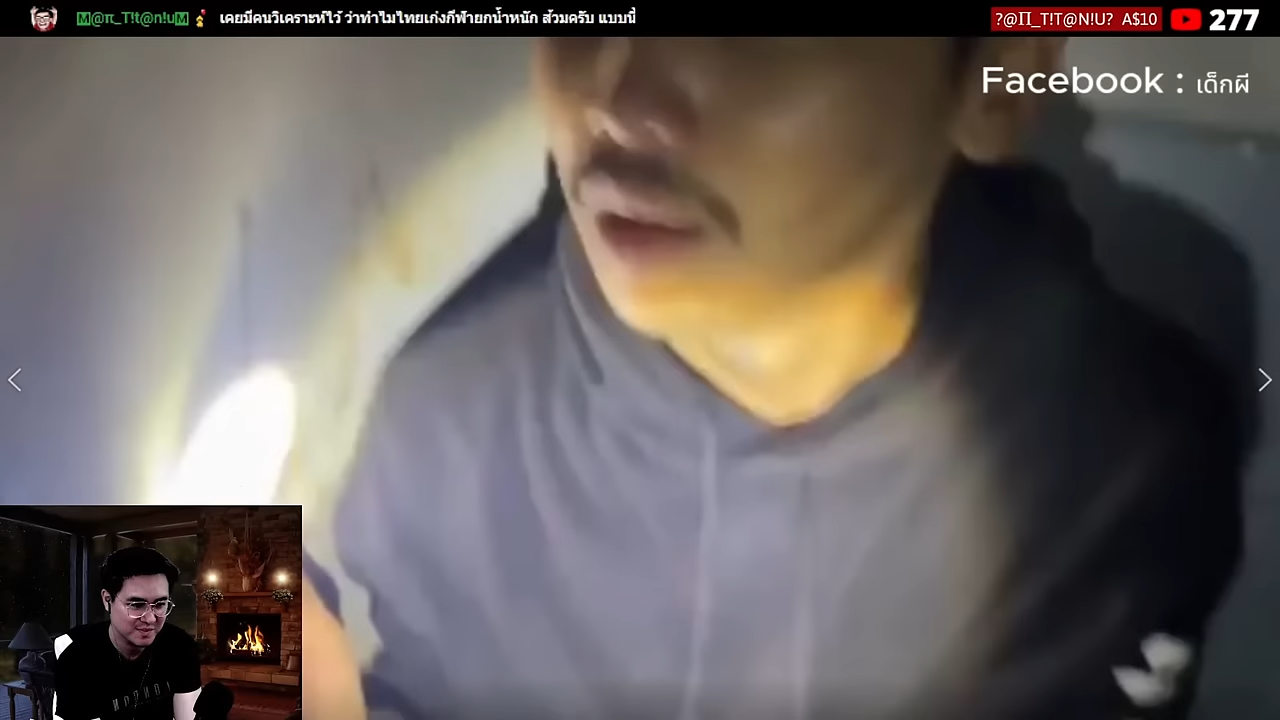 M@π_T!t@n!uM เคยมีคนวิเคราะห์ไว้ ว่าทำไมไทยเก่งกีฬายกน้ำหนัก ส้วมครับ แบบนี้
?@Π_T!T@N!U? A$10 277
Facebook : เด็กผี